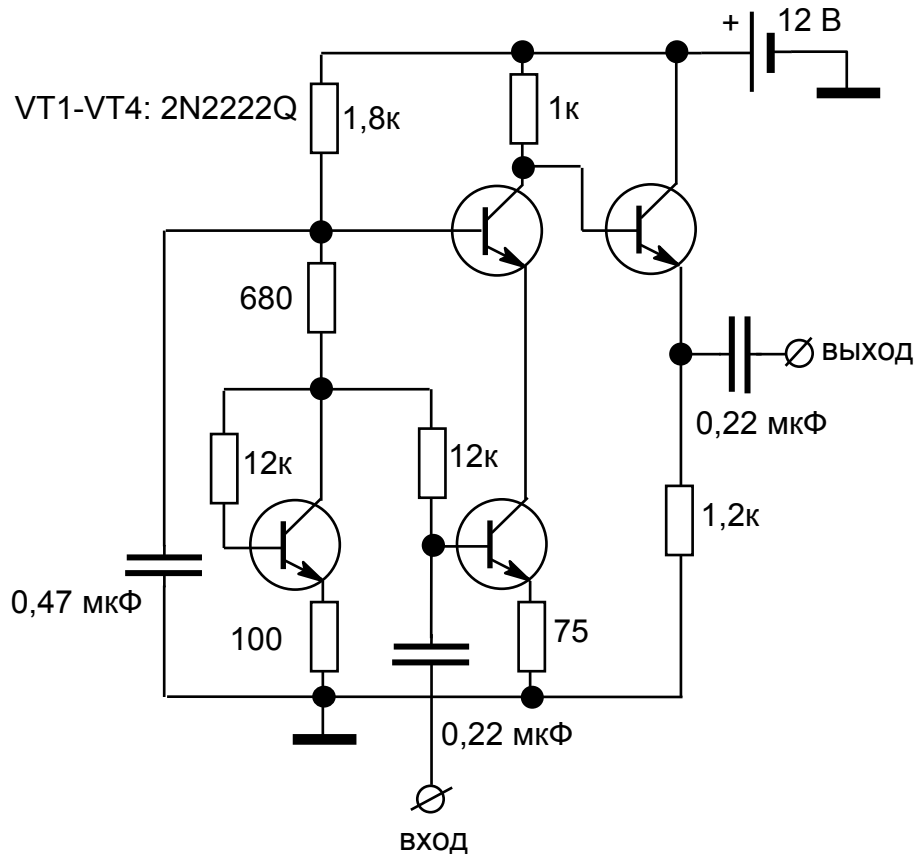 + 12 В
VT1-VT4: 2N2222Q
1,8к
1к
680
выход
0,22 мкФ
12к
12к
1,2к
0,47 мкФ
100
75
0,22 мкФ
вход